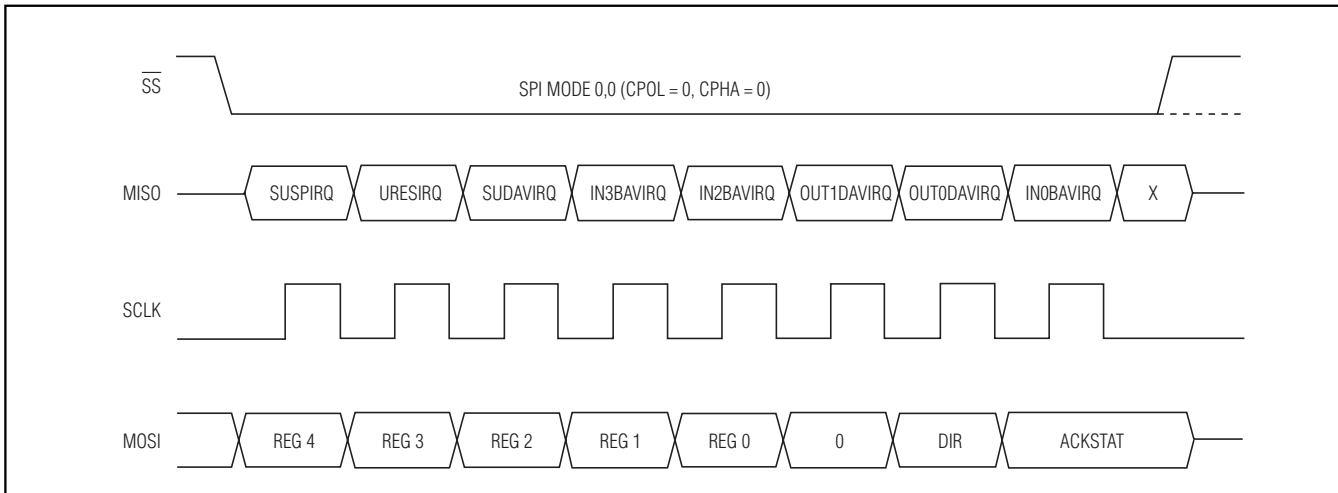 SS
SPI MODE 0,0 (CPOL = 0, CPHA = 0)
MISO SUSPIRQ URESIRQ SUDAVIRQ IN3BAVIRQ IN2BAVIRQ OUT1DAVIRQ OUT0DAVIRQ IN0BAVIRQ X
SCLK
MOSI REG 4 REG 3 REG 2 REG 1 REG 0 0 DIR ACKSTAT